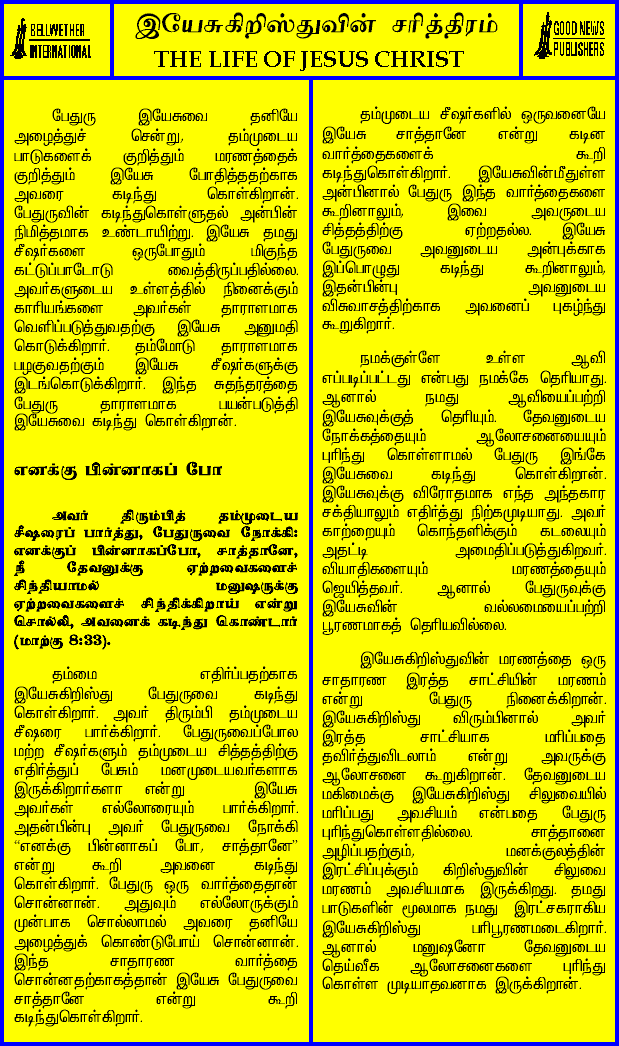 BELLWETHER
INTERNATIONAL
இயேசுகிறிஸ்துவின் சரித்திரம்
THE LIFE OF JESUS CHRIST
GOOD NEWS
PUBLISHERS
பேதுரு இயேசுவை தனியே
அழைத்துச் சென்று, தம்முடைய
பாடுகளைக் குறித்தும் மரணத்தைக்
குறித்தும் இயேசு போதித்ததற்காக
அவரை கடிந்து கொள்கிறான்.
பேதுருவின் கடிந்துகொள்ளுதல் அன்பின்
நிமித்தமாக உண்டாயிற்று. இயேசு தமது
சீஷர்களை ஒருபோதும் மிகுந்த
கட்டுப்பாடோடு வைத்திருப்பதில்லை.
அவர்களுடைய உள்ளத்தில் நினைக்கும்
காரியங்களை அவர்கள் தாராளமாக
வெளிப்படுத்துவதற்கு இயேசு அனுமதி
கொடுக்கிறார். தம்மோடு தாராளமாக
பழகுவதற்கும் இயேசு சீஷர்களுக்கு
இடங்கொடுக்கிறார். இந்த சுதந்தரத்தை
பேதுரு தாராளமாக பயன்படுத்தி
இயேசுவை கடிந்து கொள்கிறான்.
எனக்கு பின்னாகப் போ
அவர் திரும்பித் தம்முடைய
சீஷரைப் பார்த்து, பேதுருவை நோக்கி:
எனக்குப் பின்னாகப்போ, சாத்தானே,
நீ தேவனுக்கு ஏற்றவைகளைச்
சிந்தியாமல் மனுஷருக்கு
ஏற்றவைகளைச் சிந்திக்கிறாய் என்று
சொல்லி, அவனைக் கடிந்து கொண்டார்
(மாற்கு 8:33).
தம்மை எதிர்ப்பதற்காக
இயேசுகிறிஸ்து பேதுருவை கடிந்து
கொள்கிறார். அவர் திரும்பி தம்முடைய
சீஷரை பார்க்கிறார். பேதுருவைப்போல
மற்ற சீஷர்களும் தம்முடைய சித்தத்திற்கு
எதிர்த்துப் பேசும் மனமுடையவர்களாக
இருக்கிறார்களா என்று இயேசு
அவர்கள் எல்லோரையும் பார்க்கிறார்.
அதன்பின்பு அவர் பேதுருவை நோக்கி
“எனக்கு பின்னாகப் போ, சாத்தானே”
என்று கூறி அவனை கடிந்து
கொள்கிறார். பேதுரு ஒரு வார்த்தைதான்
சொன்னான். அதுவும் எல்லோருக்கும்
முன்பாக சொல்லாமல் அவரை தனியே
அழைத்துக் கொண்டுபோய் சொன்னான்.
இந்த சாதாரண வார்த்தை
சொன்னதற்காகத்தான் இயேசு பேதுருவை
சாத்தானே என்று கூறி
கடிந்துகொள்கிறார்.
தம்முடைய சீஷர்களில் ஒருவனையே
இயேசு சாத்தானே என்று கடின
வார்த்தைகளைக் கூறி
கடிந்துகொள்கிறார். இயேசுவின்மீதுள்ள
அன்பினால் பேதுரு இந்த வார்த்தைகளை
கூறினாலும், இவை அவருடைய
சித்தத்திற்கு ஏற்றதல்ல. இயேசு
பேதுருவை அவனுடைய அன்புக்காக
இப்பொழுது கடிந்து கூறினாலும்,
இதன்பின்பு அவனுடைய
விசுவாசத்திற்காக அவனைப் புகழ்ந்து
கூறுகிறார்.
நமக்குள்ளே உள்ள ஆவி
எப்படிப்பட்டது என்பது நமக்கே தெரியாது.
ஆனால் நமது ஆவியைப்பற்றி
இயேசுவுக்குத் தெரியும். தேவனுடைய
நோக்கத்தையும் ஆலோசனையையும்
புரிந்து கொள்ளாமல் பேதுரு இங்கே
இயேசுவை கடிந்து கொள்கிறான்.
இயேசுவுக்கு விரோதமாக எந்த அந்தகார
சக்தியாலும் எதிர்த்து நிற்கமுடியாது. அவர்
காற்றையும் கொந்தளிக்கும் கடலையும்
அதட்டி அமைதிப்படுத்துகிறவர்.
வியாதிகளையும் மரணத்தையும்
ஜெயித்தவர். ஆனால் பேதுருவுக்கு
இயேசுவின் வல்லமையைப்பற்றி
பூரணமாகத் தெரியவில்லை.
இயேசுகிறிஸ்துவின் மரணத்தை ஒரு
சாதாரண இரத்த சாட்சியின் மரணம்
என்று பேதுரு நினைக்கிறான்.
இயேசுகிறிஸ்து விரும்பினால் அவர்
இரத்த சாட்சியாக மரிப்பதை
தவிர்த்துவிடலாம் என்று அவருக்கு
ஆலோசனை கூறுகிறான். தேவனுடைய
மகிமைக்கு இயேசுகிறிஸ்து சிலுவையில்
மரிப்பது அவசியம் என்பதை பேதுரு
புரிந்துகொள்ளதில்லை. சாத்தானை
அழிப்பதற்கும், மனக்குலத்தின்
இரட்சிப்புக்கும் கிறிஸ்துவின் சிலுவை
மரணம் அவசியமாக இருக்கிறது. தமது
பாடுகளின் மூலமாக நமது இரட்சகராகிய
இயேசுகிறிஸ்து பரிபூரணமடைகிறார்.
ஆனால் மனுஷனோ தேவனுடைய
தெய்வீக ஆலோசனைகளை புரிந்து
கொள்ள முடியாதவனாக இருக்கிறான்.